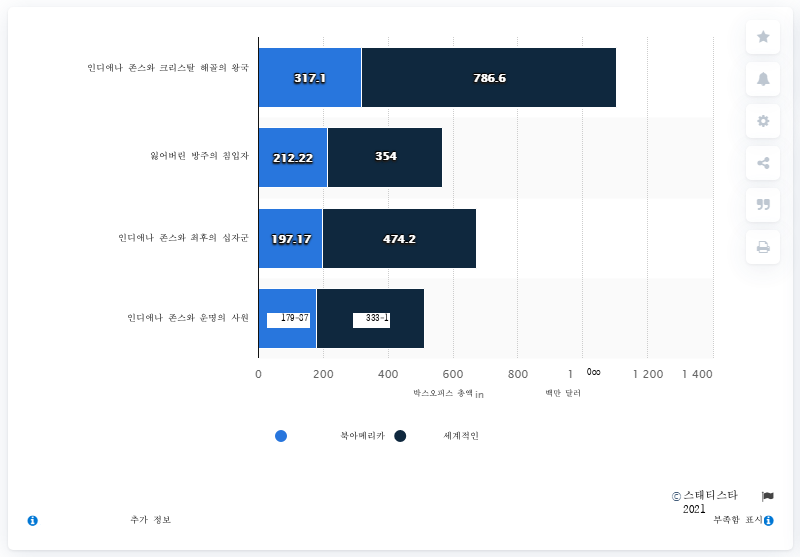 인디애나 존스와 크리스탈 해골의 왕국
317.1
786.6
잃어버린 방주의 침입자
212.22
354
인디애나 존스와 최후의 십자군
197.17
474.2
인디애나 존스와 운명의 사원
179-87
333-1
0 200 400 600 800 1 0∞ 1 200 1 400
박스오피스 총액 in 백만 달러
북아메리카 세계적인
© 스태티스타
2021
추가 정보
부족함 표시